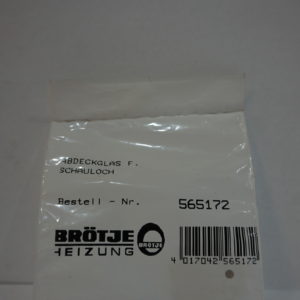 ABDECKGLAS F.
SCHAULOCH
Bestell - Nr. 565172
BRÖTJE BRÖTJE
HEIZUNG
4 017042 565172